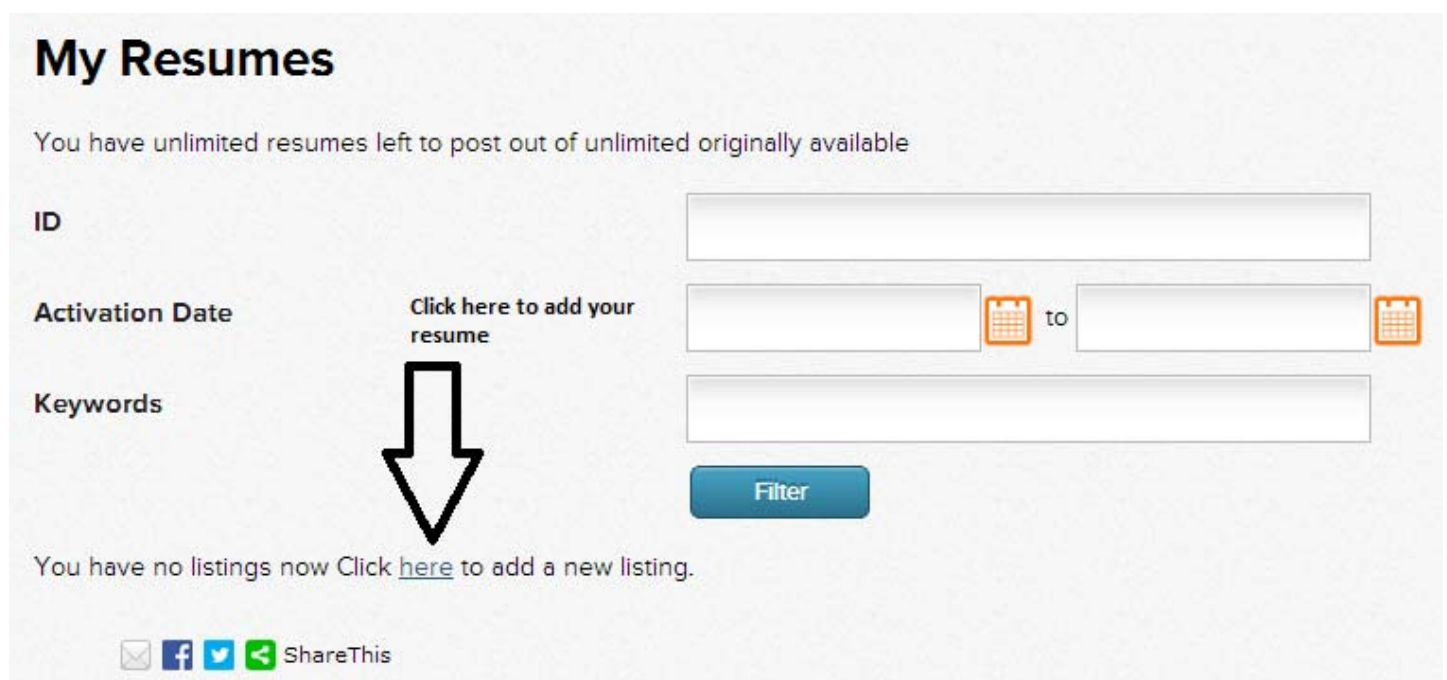 My Resumes
You have unlimited resumes left to post out of unlimited originally available
ID
Activation Date
Click here to add your
resume
to
Keywords
Filter
You have no listings now Click here to add a new listing.
ShareThis